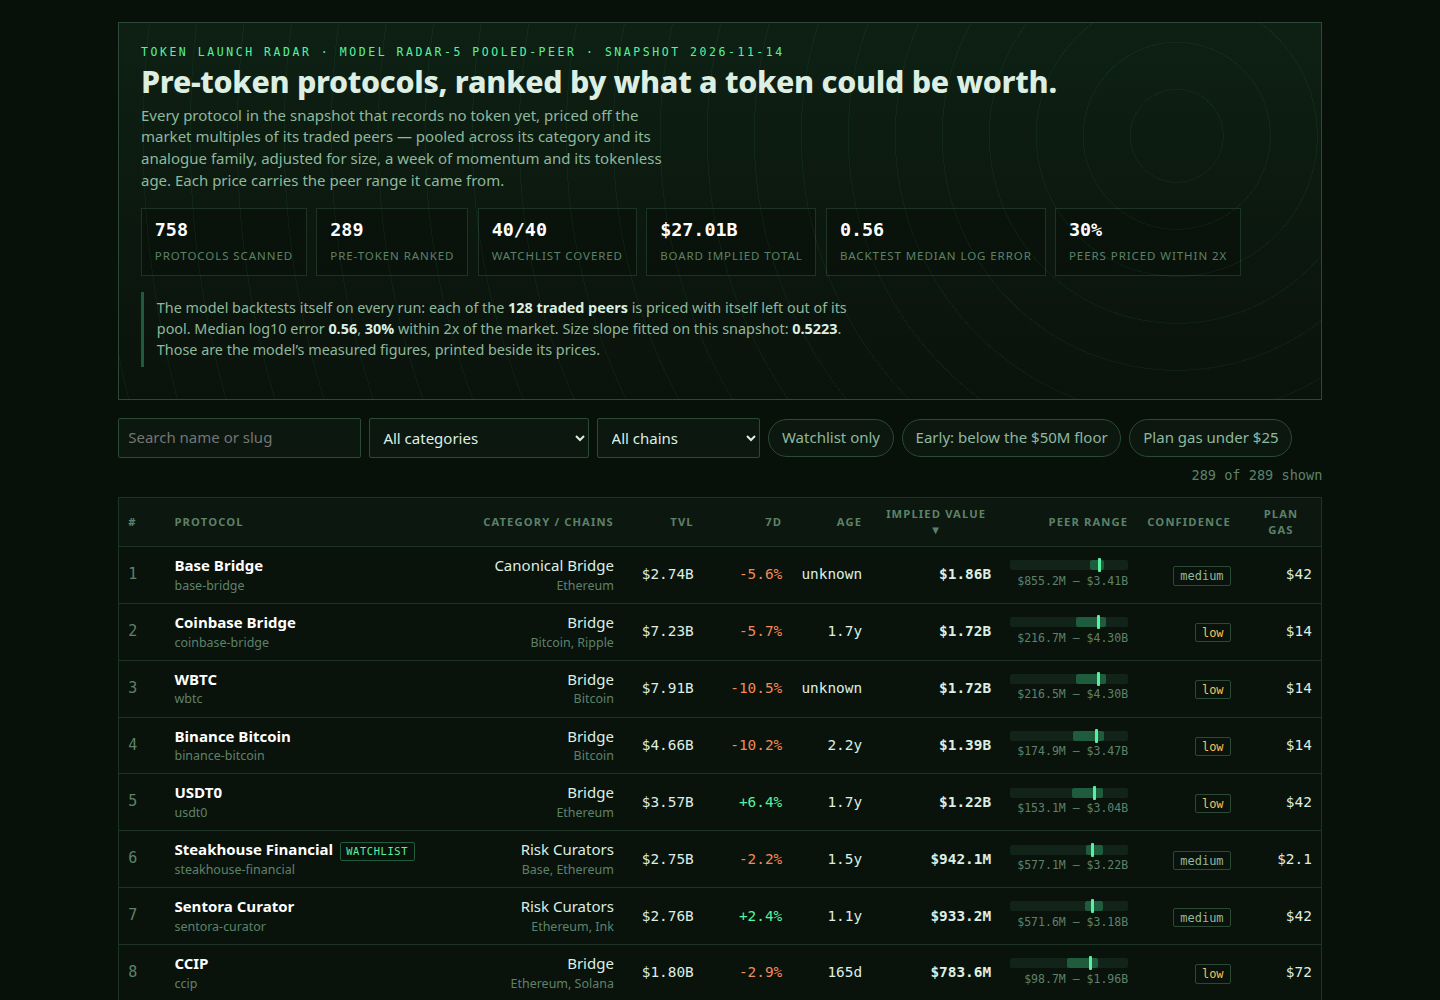 TOKEN LAUNCH RADAR · MODEL RADAR-5 POOLED-PEER · SNAPSHOT 2026-11-14
Pre-token protocols, ranked by what a token could be worth.
Every protocol in the snapshot that records no token yet, priced off the
market multiples of its traded peers — pooled across its category and its
analogue family, adjusted for size, a week of momentum and its tokenless
age. Each price carries the peer range it came from.
758 289 40/40 $27.01B 0.56 30%
PROTOCOLS SCANNED PRE-TOKEN RANKED WATCHLIST COVERED BOARD IMPLIED TOTAL BACKTEST MEDIAN LOG ERROR PEERS PRICED WITHIN 2X
The model backtests itself on every run: each of the 128 traded peers is priced with itself left out of its
pool. Median log10 error 0.56, 30% within 2x of the market. Size slope fitted on this snapshot: 0.5223.
Those are the model's measured figures, printed beside its prices.
Search name or slug All categories All chains Watchlist only Early: below the $50M floor Plan gas under $25
289 of 289 shown
# PROTOCOL CATEGORY / CHAINS TVL 7D AGE IMPLIED VALUE ▼ PEER RANGE CONFIDENCE PLAN GAS
1 Base Bridge Canonical Bridge $2.74B -5.6% unknown $1.86B medium $42
base-bridge Ethereum $855.2M — $3.41B
2 Coinbase Bridge Bridge $7.23B -5.7% 1.7y $1.72B low $14
coinbase-bridge Bitcoin, Ripple $216.7M — $4.30B
3 WBTC Bridge $7.91B -10.5% unknown $1.72B low $14
wbtc Bitcoin $216.5M — $4.30B
4 Binance Bitcoin Bridge $4.66B -10.2% 2.2y $1.39B low $14
binance-bitcoin Bitcoin $174.9M — $3.47B
5 USDT0 Bridge $3.57B +6.4% 1.7y $1.22B low $42
usdt0 Ethereum $153.1M — $3.04B
6 Steakhouse Financial WATCHLIST Risk Curators $2.75B -2.2% 1.5y $942.1M medium $2.1
steakhouse-financial Base, Ethereum $577.1M — $3.22B
7 Sentora Curator Risk Curators $2.76B +2.4% 1.1y $933.2M medium $42
sentora-curator Ethereum, Ink $571.6M — $3.18B
8 CCIP Bridge $1.80B -2.9% 165d $783.6M low $72
ccip Ethereum, Solana $98.7M — $1.96B